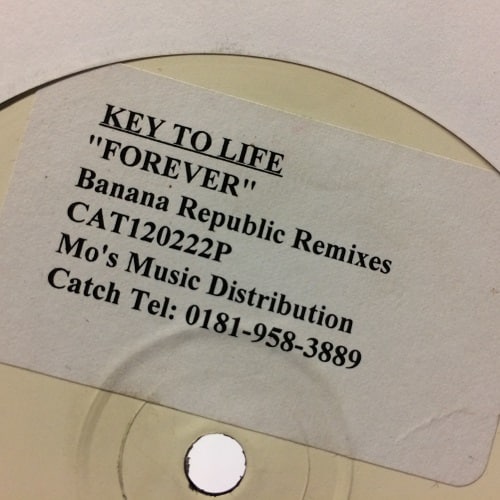 KEY TO LIFE
"FOREVER"
Banana Republic Remixes
CAT120222P
Mo's Music Distribution
Catch Tel: 0181-958-3889